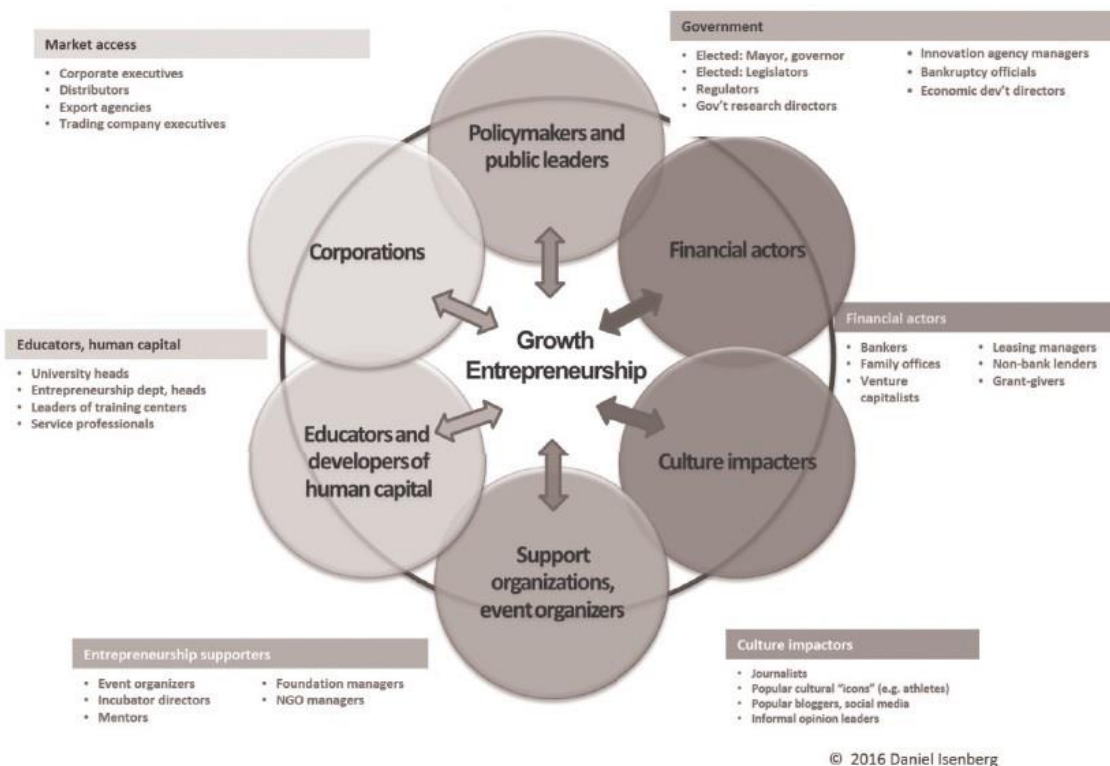 Market access
• Corporate executives
• Distributors
• Export agencies
• Trading company executives
Government
• Elected: Mayor, governor
• Elected: Legislators
• Regulators
• Gov't research directors
• Innovation agency managers
• Bankruptcy officials
• Economic dev't directors
Policymakers and
public leaders
Corporations
Financial actors
Growth
Entrepreneurship
Educators, human capital
• University heads
• Entrepreneurship dept, heads
• Leaders of training centers
• Service professionals
Financial actors
• Bankers
• Family offices
• Venture
capitalists
• Leasing managers
• Non-bank lenders
• Grant-givers
Educators and
developers of
human capital
Culture impacters
Support
organizations,
event organizers
Entrepreneurship supporters
• Event organizers
• Incubator directors
• Mentors
• Foundation managers
• NGO managers
Culture impactors
• Journalists
• Popular cultural "icons" (e.g. athletes)
• Popular bloggers, social media
• Informal opinion leaders
© 2016 Daniel Isenberg